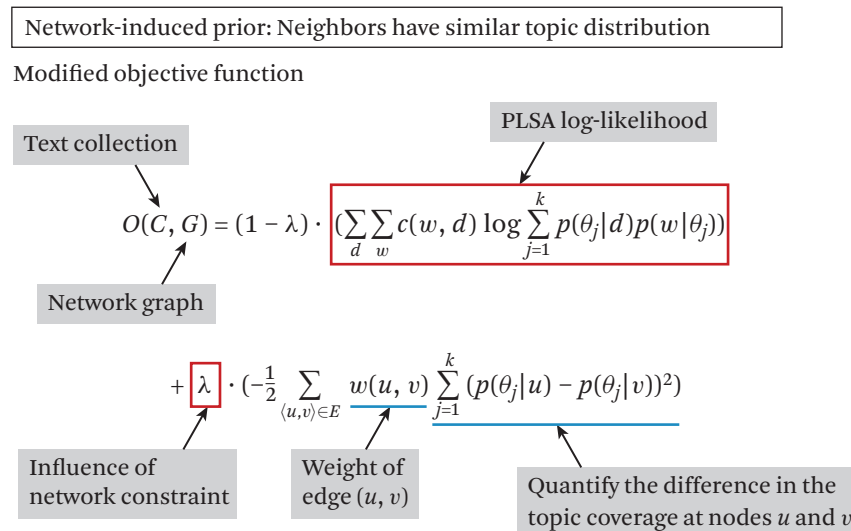 Network-induced prior: Neighbors have similar topic distribution
Modified objective function
PLSA log-likelihood
Text collection
O(C, G) = (1 − λ) · (∑_d ∑_w c(w, d) log ∑_{j=1}^{k} p(θ_j|d)p(w|θ_j))
Network graph
+ λ · (−1/2 ∑_{⟨u,v⟩∈E} w(u, v) ∑_{j=1}^{k} (p(θ_j|u) − p(θ_j|v))²)
Influence of
network constraint
Weight of
edge (u, v)
Quantify the difference in the
topic coverage at nodes u and v